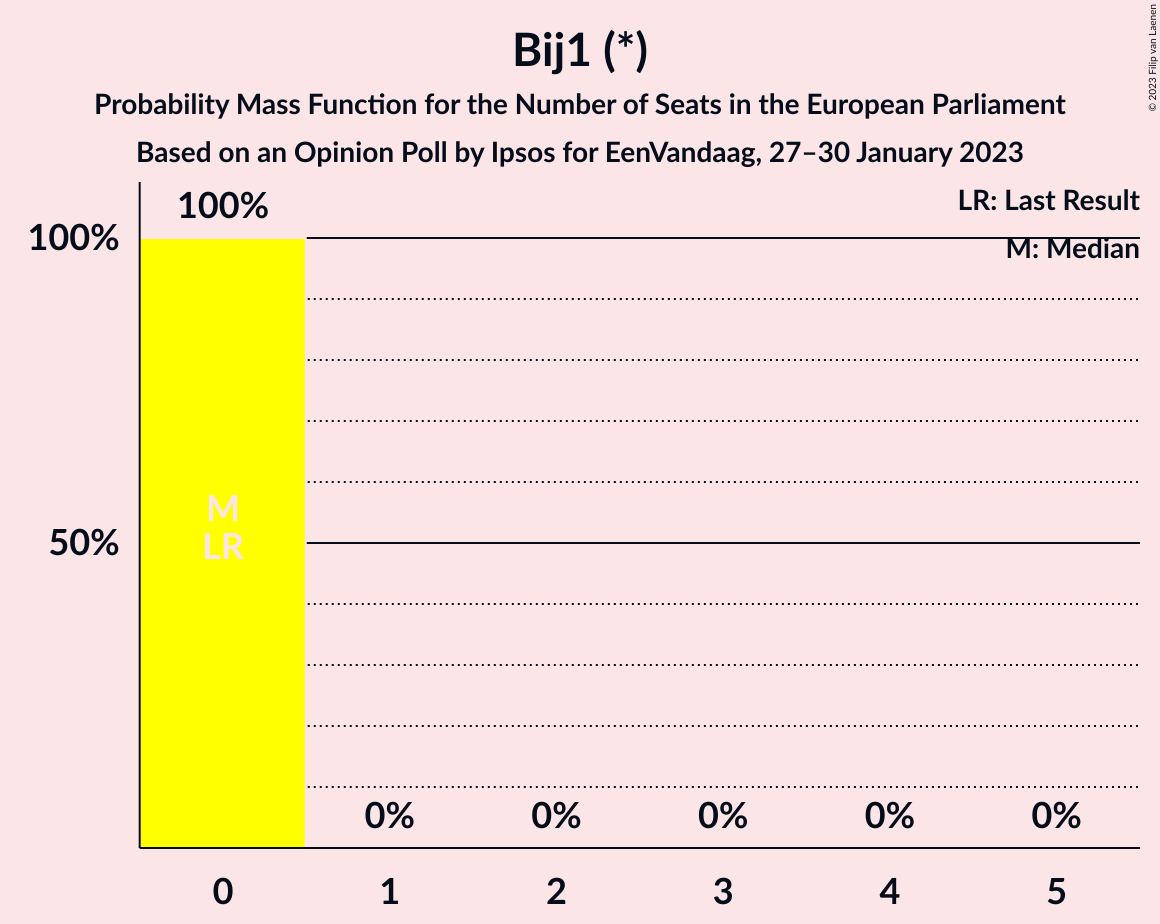 Bij1 (*)
Probability Mass Function for the Number of Seats in the European Parliament
Based on an Opinion Poll by Ipsos for EenVandaag, 27–30 January 2023
© 2023 Filip van Laenen
LR: Last Result
M: Median
100%
100%
50%
M
LR
0% 0% 0% 0% 0%
0 1 2 3 4 5